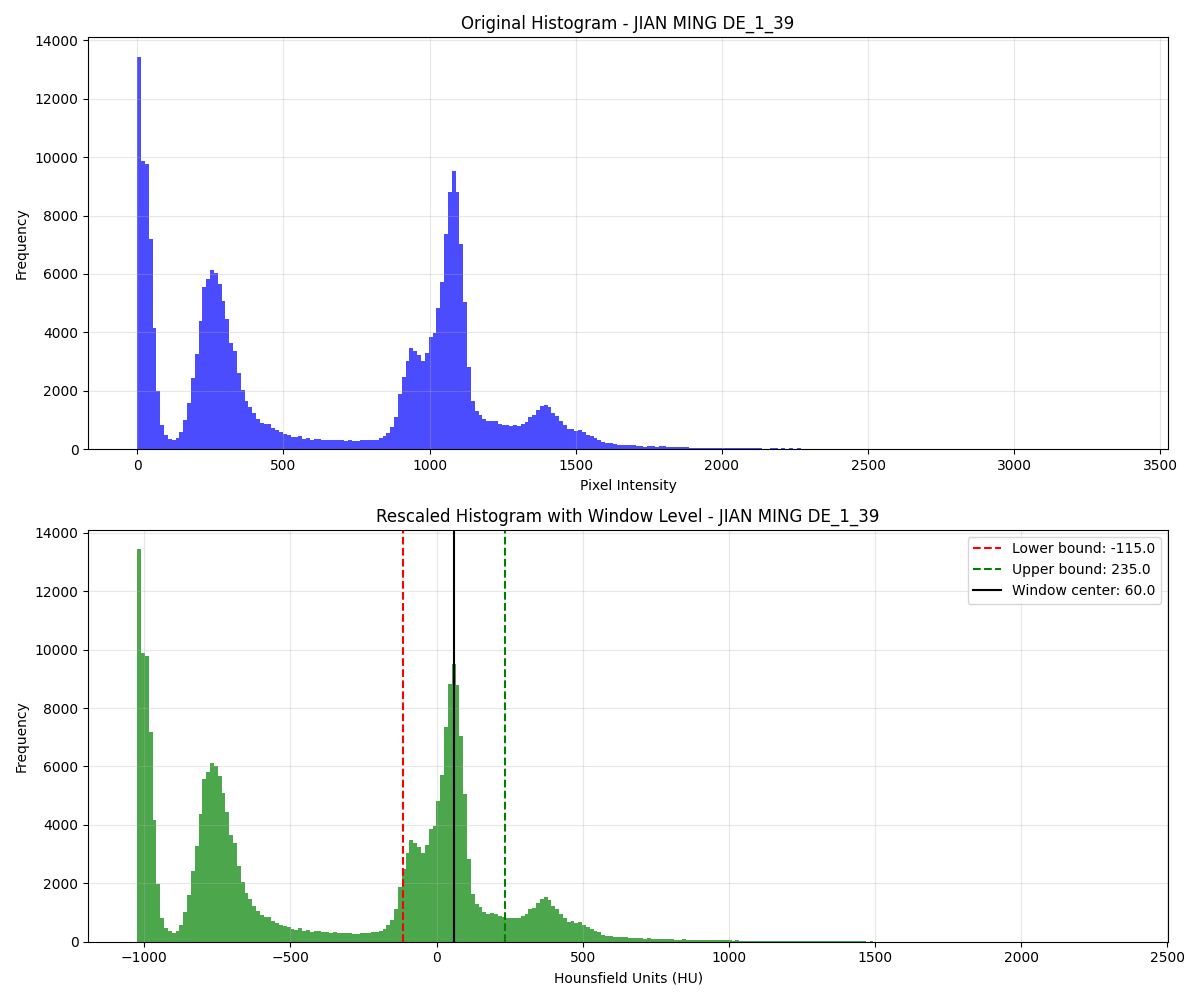 Original Histogram - JIAN MING DE_1_39
14000
12000
10000
8000
6000
4000
2000
0
Frequency
0 500 1000 1500 2000 2500 3000 3500
Pixel Intensity
Rescaled Histogram with Window Level - JIAN MING DE_1_39
Lower bound: -115.0
Upper bound: 235.0
Window center: 60.0
14000
12000
10000
8000
6000
4000
2000
0
Frequency
−1000 −500 0 500 1000 1500 2000 2500
Hounsfield Units (HU)